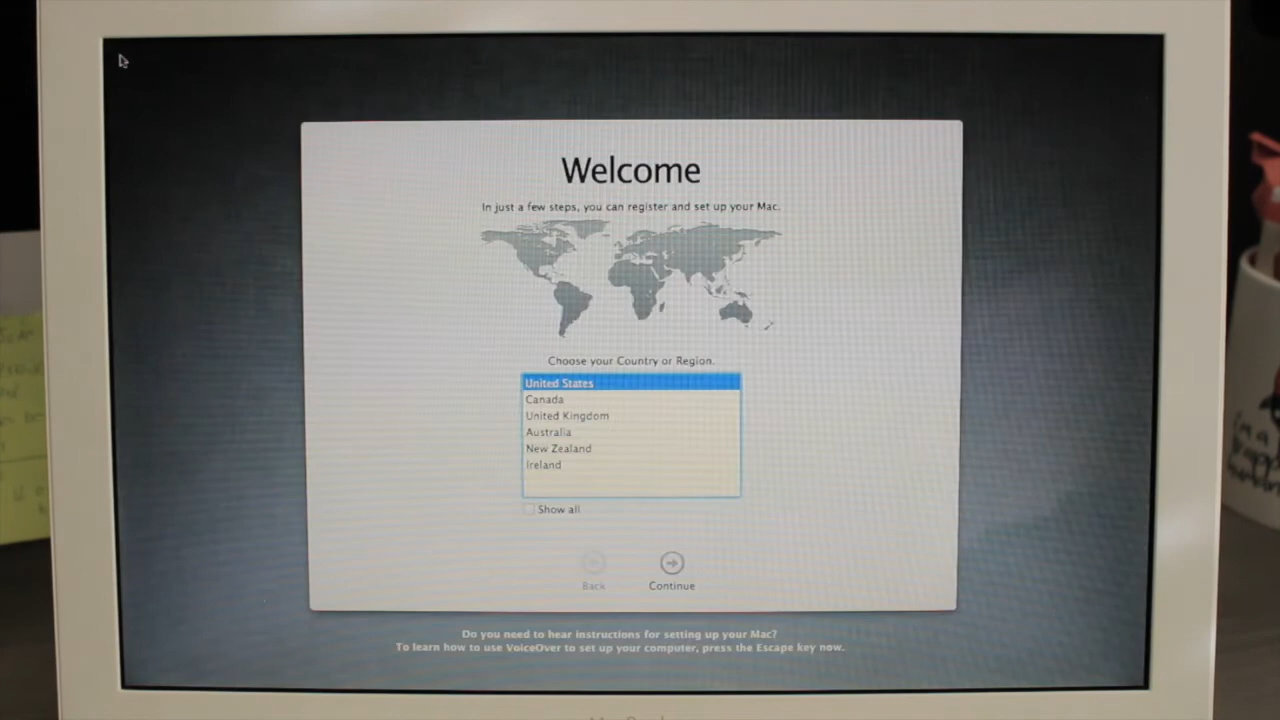 Welcome
In just a few steps, you can register and set up your Mac.
Choose your Country or Region.
United States
Canada
United Kingdom
Australia
New Zealand
Ireland
Show all
Back
Continue
Do you need to hear instructions for setting up your Mac?
To learn how to use VoiceOver to set up your computer, press the Escape key now.
I'm a